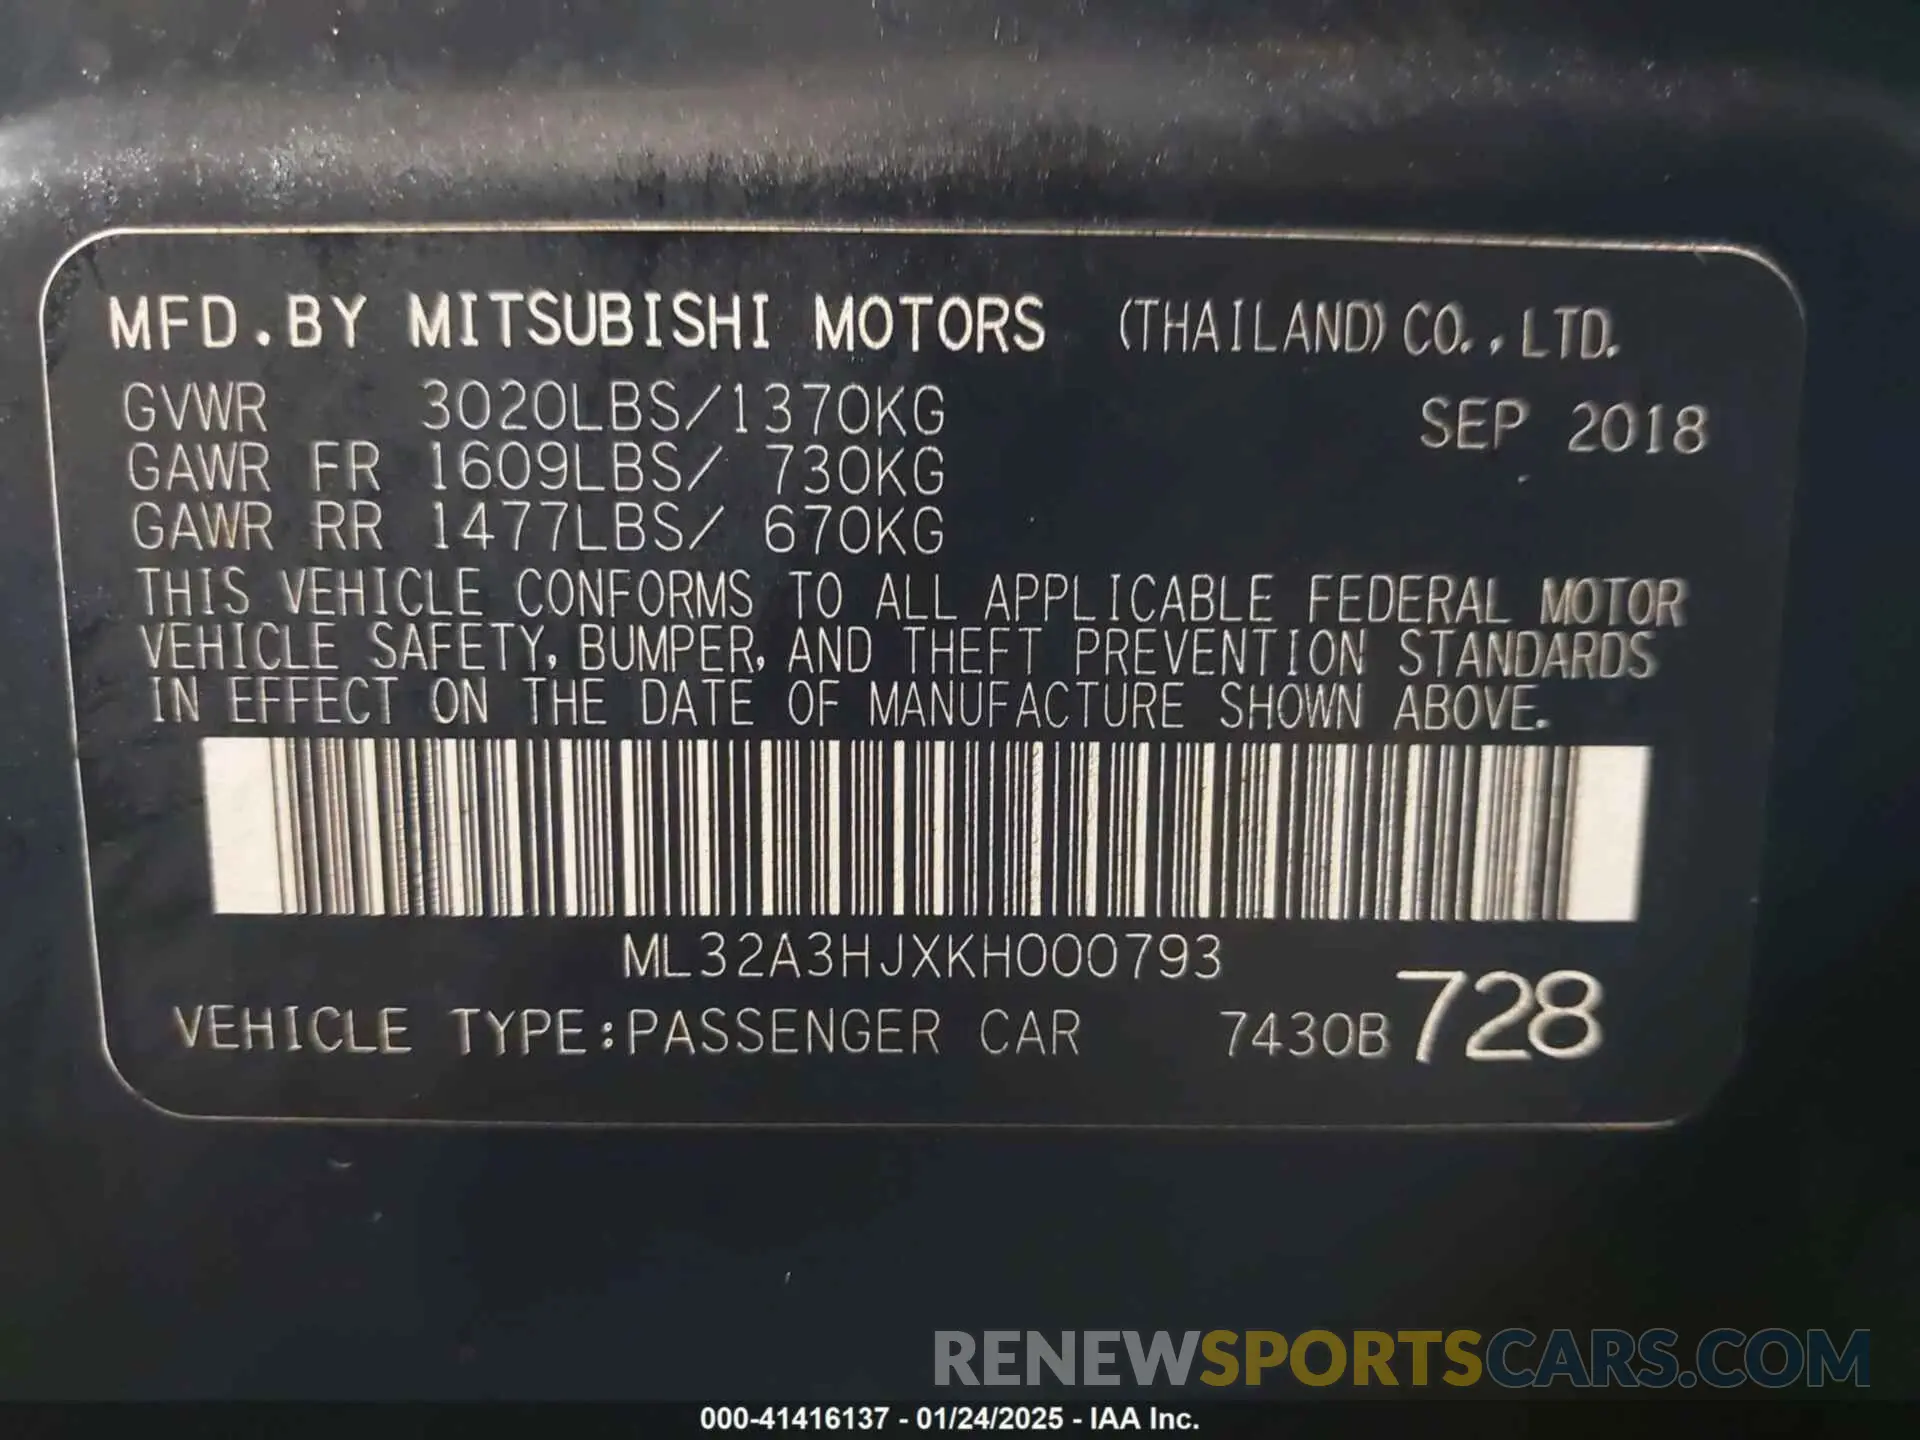 MFD.BY MITSUBISHI MOTORS (THAILAND) CO.,LTD.
GVWR 3020LBS/1370KG SEP 2018
GAWR FR 1609LBS/ 730KG
GAWR RR 1477LBS/ 670KG
THIS VEHICLE CONFORMS TO ALL APPLICABLE FEDERAL MOTOR
VEHICLE SAFETY, BUMPER, AND THEFT PREVENTION STANDARDS
IN EFFECT ON THE DATE OF MANUFACTURE SHOWN ABOVE.
ML32A3HJXKH000793
VEHICLE TYPE:PASSENGER CAR 7430B 728
RENEWSPORTSCARS.COM
000-41416137 - 01/24/2025 - IAA Inc.